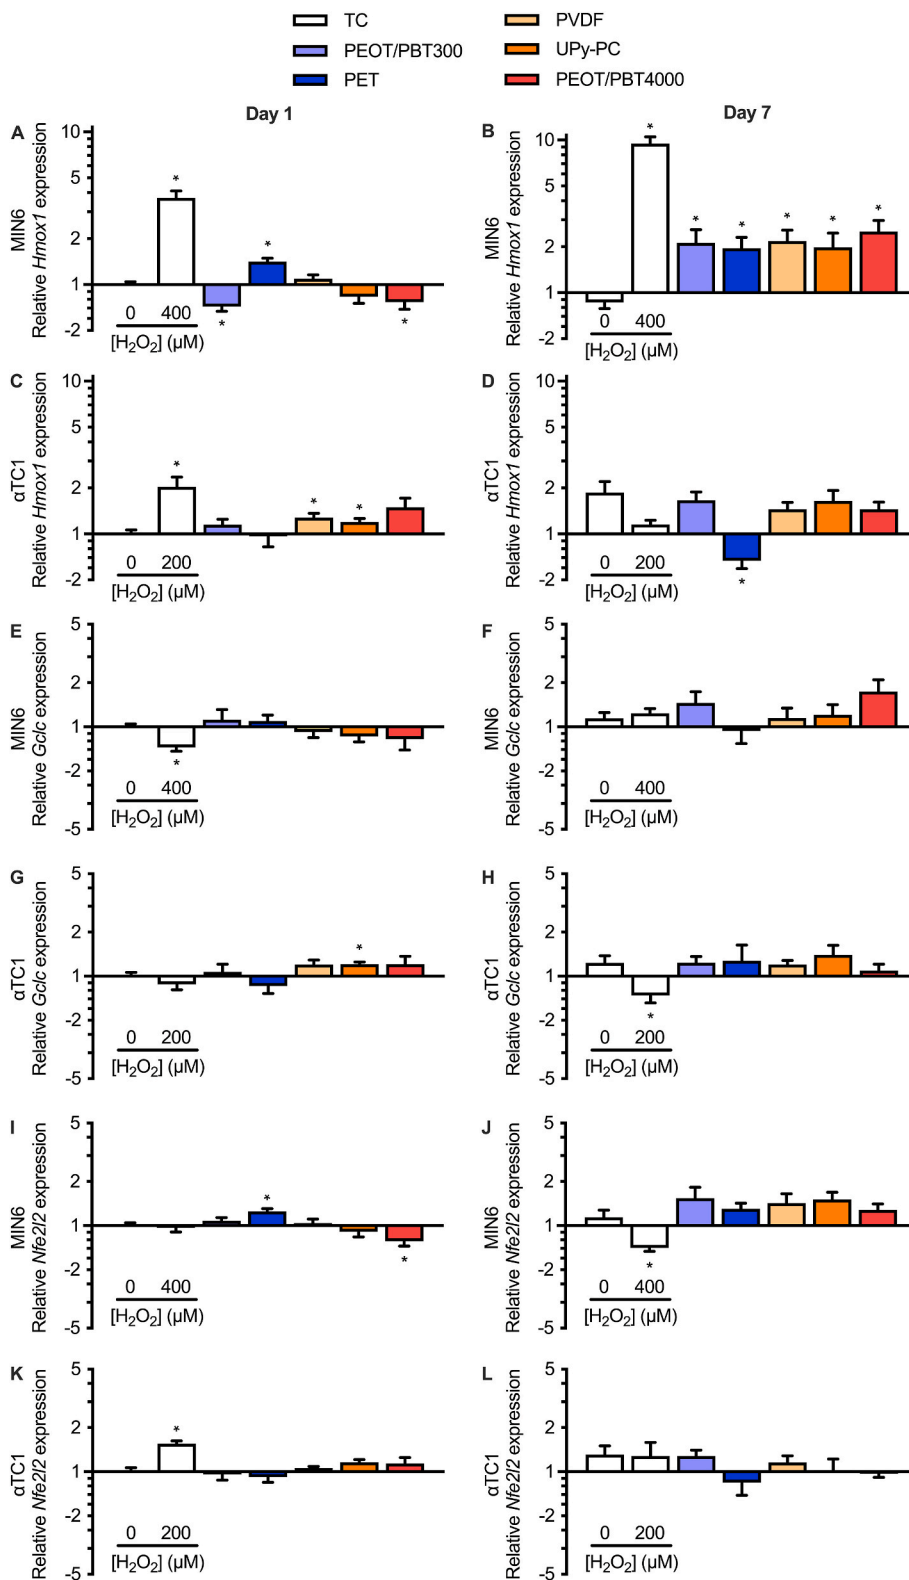 TC
PEOT/PBT300
PET
PVDF
UPy-PC
PEOT/PBT4000
Day 1
Day 7
A
MIN6
Relative Hmox1 expression
10
5
2
1
-2
*
*
*
*
0 400
[H₂O₂] (µM)
B
MIN6
Relative Hmox1 expression
10
5
2
1
-2
*
*
*
*
*
*
0 400
[H₂O₂] (µM)
C
αTC1
Relative Hmox1 expression
10
5
2
1
-2
*
*
*
0 200
[H₂O₂] (µM)
D
αTC1
Relative Hmox1 expression
10
5
2
1
-2
*
0 200
[H₂O₂] (µM)
E
MIN6
Relative Gclc expression
5
2
1
-2
-5
*
0 400
[H₂O₂] (µM)
F
MIN6
Relative Gclc expression
5
2
1
-2
-5
0 400
[H₂O₂] (µM)
G
αTC1
Relative Gclc expression
5
2
1
-2
-5
*
0 200
[H₂O₂] (µM)
H
αTC1
Relative Gclc expression
5
2
1
-2
-5
*
0 200
[H₂O₂] (µM)
I
MIN6
Relative Nfe2l2 expression
5
2
1
-2
-5
*
*
0 400
[H₂O₂] (µM)
J
MIN6
Relative Nfe2l2 expression
5
2
1
-2
-5
*
0 400
[H₂O₂] (µM)
K
αTC1
Relative Nfe2l2 expression
5
2
1
-2
-5
*
0 200
[H₂O₂] (µM)
L
αTC1
Relative Nfe2l2 expression
5
2
1
-2
-5
0 200
[H₂O₂] (µM)